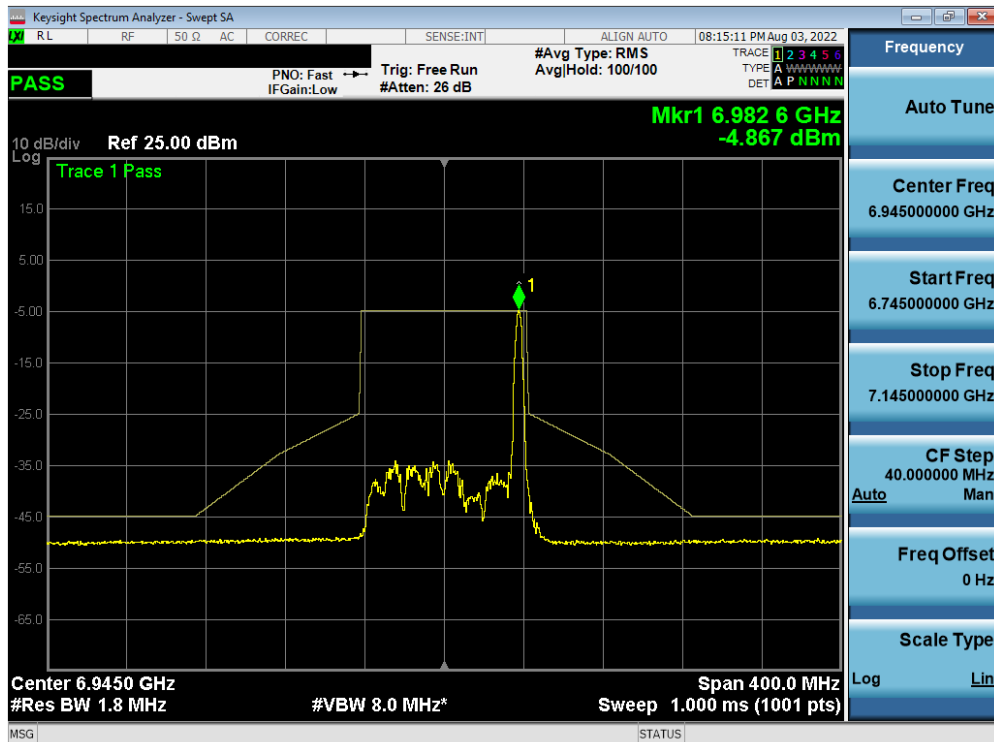 Keysight Spectrum Analyzer - Swept SA
LXI RL RF 50 Ω AC CORREC SENSE:INT ALIGN AUTO 08:15:11 PM Aug 03, 2022
PASS
PNO: Fast
IFGain:Low
Trig: Free Run
#Atten: 26 dB
#Avg Type: RMS
Avg|Hold: 100/100
TRACE 1 2 3 4 5 6
TYPE A WWWWW
DET A P N N N N
Mkr1 6.982 6 GHz
-4.867 dBm
10 dB/div Ref 25.00 dBm
Log
Trace 1 Pass
15.0
5.00
1
-5.00
-15.0
-25.0
-35.0
-45.0
-55.0
-65.0
Center 6.9450 GHz Span 400.0 MHz
#Res BW 1.8 MHz #VBW 8.0 MHz* Sweep 1.000 ms (1001 pts)
MSG STATUS
Frequency
Auto Tune
Center Freq
6.945000000 GHz
Start Freq
6.745000000 GHz
Stop Freq
7.145000000 GHz
CF Step
40.000000 MHz
Auto Man
Freq Offset
0 Hz
Scale Type
Log Lin